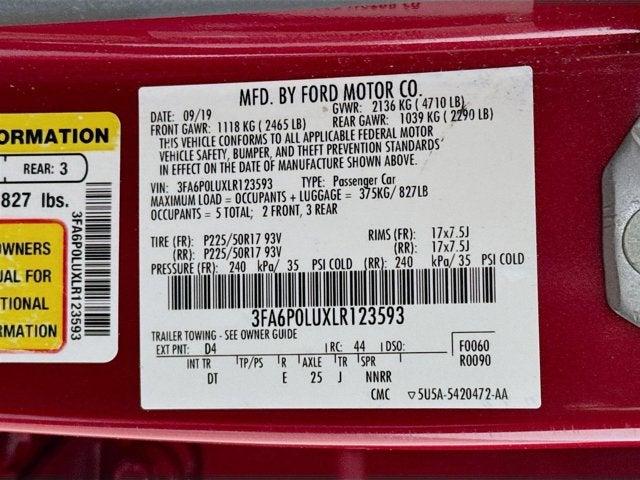 MFD. BY FORD MOTOR CO.
DATE: 09/19 GVWR: 2136 KG ( 4710 LB)
FRONT GAWR: 1118 KG ( 2465 LB) REAR GAWR: 1039 KG ( 2290 LB)
THIS VEHICLE CONFORMS TO ALL APPLICABLE FEDERAL MOTOR
VEHICLE SAFETY, BUMPER, AND THEFT PREVENTION STANDARDS
IN EFFECT ON THE DATE OF MANUFACTURE SHOWN ABOVE.
VIN: 3FA6P0LUXLR123593 TYPE: Passenger Car
MAXIMUM LOAD = OCCUPANTS + LUGGAGE = 375KG/ 827LB
OCCUPANTS = 5 TOTAL; 2 FRONT, 3 REAR
TIRE (FR): P225/50R17 93V RIMS (FR): 17x7.5J
(RR): P225/50R17 93V (RR): 17x7.5J
PRESSURE (FR): 240 kPa/ 35 PSI COLD (RR): 240 kPa/ 35 PSI COLD
3FA6P0LUXLR123593
TRAILER TOWING - SEE OWNER GUIDE
EXT PNT: D4 RC: 44 DSO: F0060
INT TR TP/PS R AXLE TR SPR R0090
DT E 25 J NNRR
CMC ▽5U5A-5420472-AA
ORMATION
REAR: 3
827 lbs.
OWNERS
UAL FOR
ITIONAL
RMATION
3FA6P0LUXLR123593